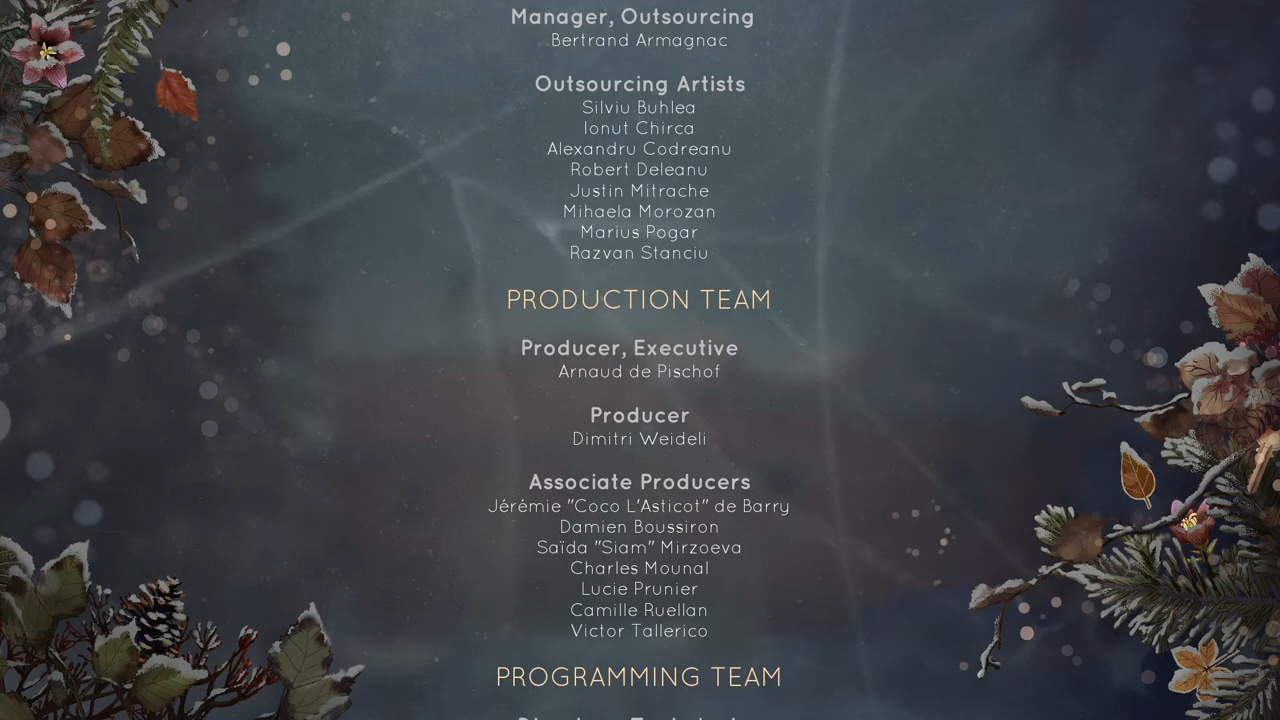 Manager, Outsourcing
Bertrand Armagnac
Outsourcing Artists
Silviu Buhlea
Ionut Chirca
Alexandru Codreanu
Robert Deleanu
Justin Mitrache
Mihaela Morozan
Marius Pogar
Razvan Stanciu
PRODUCTION TEAM
Producer, Executive
Arnaud de Pischof
Producer
Dimitri Weideli
Associate Producers
Jérémie "Coco L'Asticot" de Barry
Damien Boussiron
Saïda "Siam" Mirzoeva
Charles Mounal
Lucie Prunier
Camille Ruellan
Victor Tallerico
PROGRAMMING TEAM